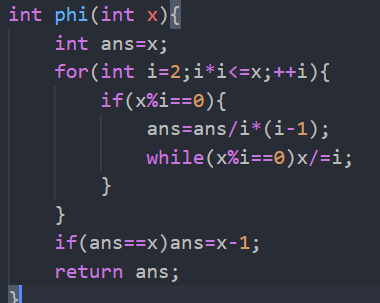 int phi(int x){
    int ans=x;
    for(int i=2;i*i<=x;++i){
        if(x%i==0){
            ans=ans/i*(i-1);
            while(x%i==0)x/=i;
        }
    }
    if(ans==x)ans=x-1;
    return ans;
}